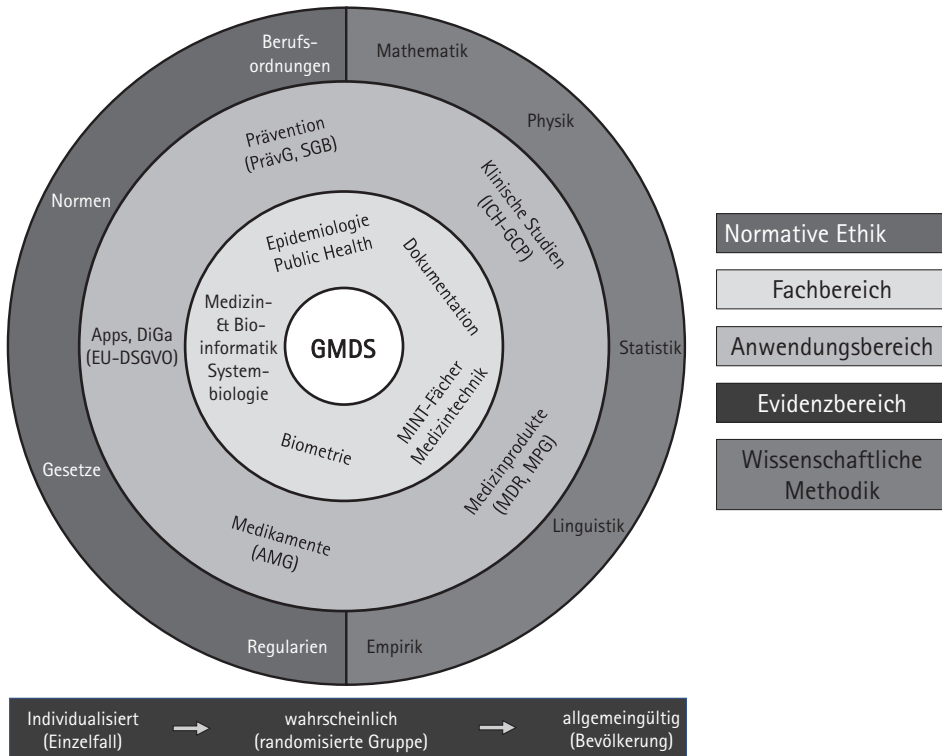 Berufs-
ordnungen
Mathematik
Physik
Statistik
Linguistik
Empirik
Regularien
Gesetze
Normen
Prävention
(PrävG, SGB)
Klinische Studien
(ICH-GCP)
Medizinprodukte
(MDR, MPG)
Medikamente
(AMG)
Apps, DiGa
(EU-DSGVO)
Epidemiologie
Public Health
Dokumentation
MINT-Fächer
Medizintechnik
Biometrie
Medizin-
& Bio-
informatik
System-
biologie
GMDS
Normative Ethik
Fachbereich
Anwendungsbereich
Evidenzbereich
Wissenschaftliche
Methodik
Individualisiert
(Einzelfall)
wahrscheinlich
(randomisierte Gruppe)
allgemeingültig
(Bevölkerung)